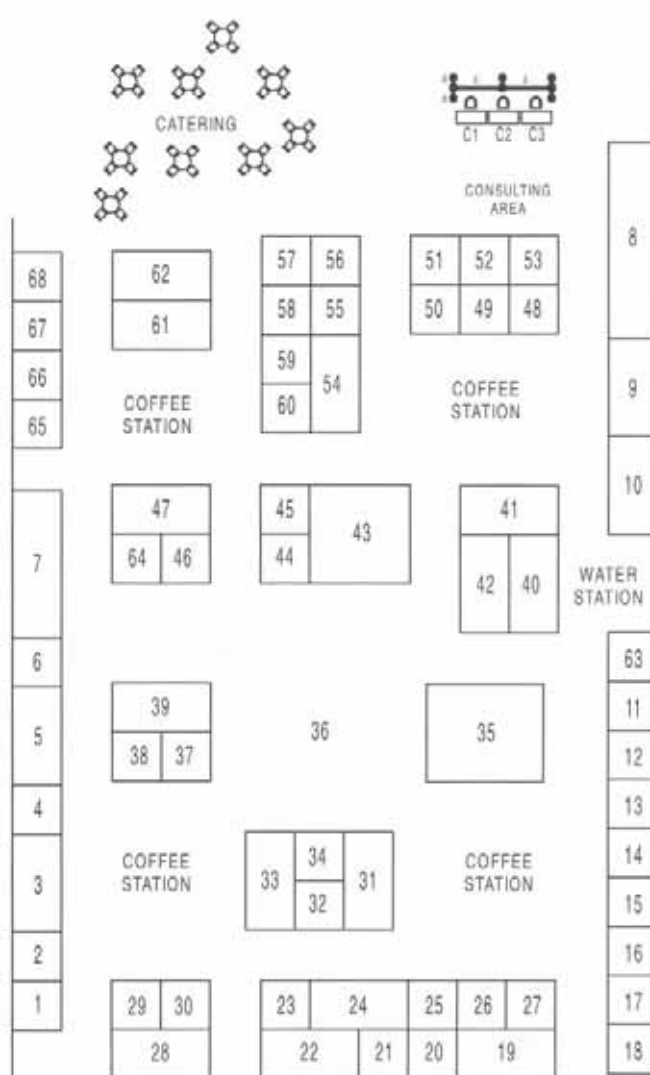 CATERING
C1 C2 C3
CONSULTING
AREA
8
57 56
51 52 53
68
62
58 55
50 49 48
67
61
59
66
54
9
60
65
COFFEE
STATION
COFFEE
STATION
10
47
45
43
41
7
64 46
44
42 40
WATER
STATION
6
63
39
36
35
11
5
38 37
12
4
13
COFFEE
STATION
33 34 31
32
COFFEE
STATION
14
3
15
2
16
1
29 30
23 24 25 26 27
17
28
22 21 20 19
18